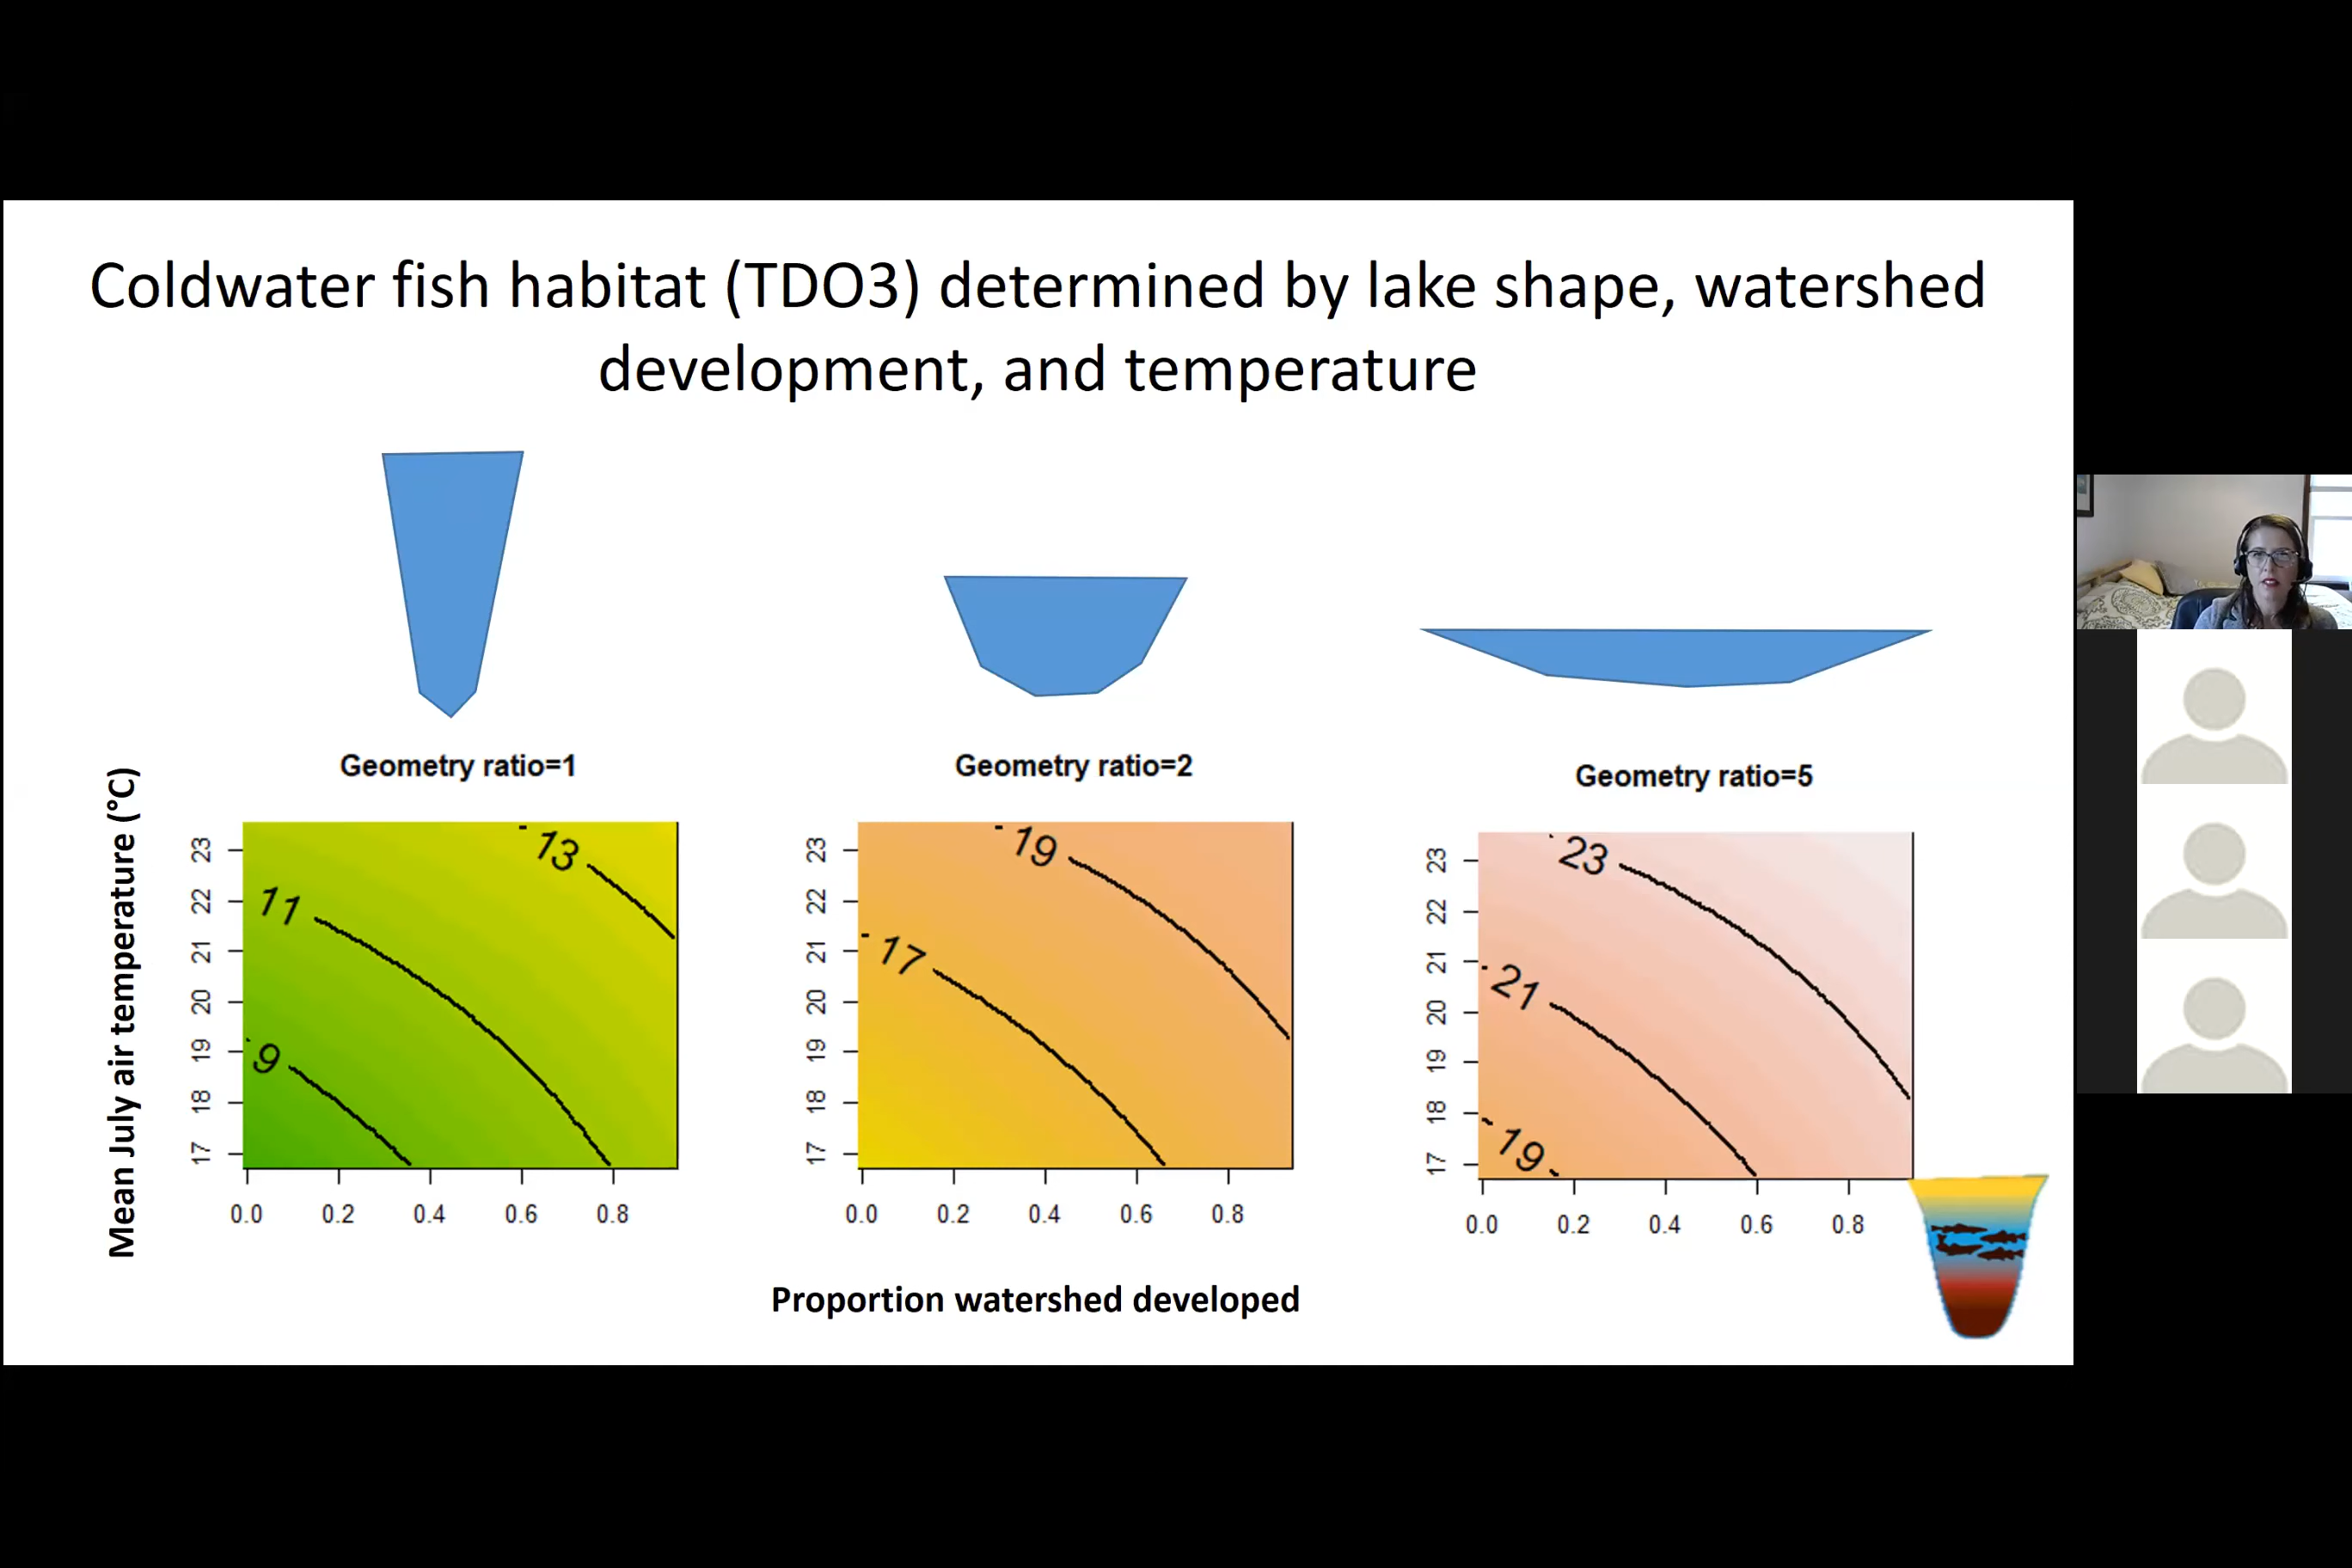 Coldwater fish habitat (TDO3) determined by lake shape, watershed
development, and temperature
Geometry ratio=1
Geometry ratio=2
Geometry ratio=5
Mean July air temperature (°C)
23
22
21
20
19
18
17
13
11
9
0.0 0.2 0.4 0.6 0.8
23
22
21
20
19
18
17
19
17
0.0 0.2 0.4 0.6 0.8
23
22
21
20
19
18
17
23
21
19
0.0 0.2 0.4 0.6 0.8
Proportion watershed developed